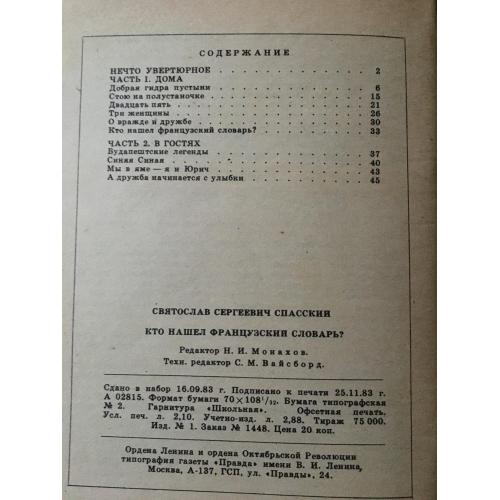 СОДЕРЖАНИЕ
НЕЧТО УВЕРТЮРНОЕ . . . . . . . . . . . . 2
ЧАСТЬ 1. ДОМА
Добрая гидра пустыни . . . . . . . . . . . . 6
Стою на полустаночке . . . . . . . . . . . . 15
Двадцать пять . . . . . . . . . . . . 21
Три женщины . . . . . . . . . . . . 26
О вражде и дружбе . . . . . . . . . . . . 30
Кто нашел французский словарь? . . . . . . . . . . 33
ЧАСТЬ 2. В ГОСТЯХ
Будапештские легенды . . . . . . . . . . . . 37
Синяя Синая . . . . . . . . . . . . 40
Мы в яме — я и Юрич . . . . . . . . . . . . 43
А дружба начинается с улыбки . . . . . . . . . . 45
СВЯТОСЛАВ СЕРГЕЕВИЧ СПАССКИЙ
КТО НАШЕЛ ФРАНЦУЗСКИЙ СЛОВАРЬ?
Редактор Н. И. Монахов.
Техн. редактор С. М. Вайсборд.
Сдано в набор 16.09.83 г. Подписано к печати 25.11.83 г.
А 02815. Формат бумаги 70×108¹/₃₂. Бумага типографская
№ 2. Гарнитура «Школьная». Офсетная печать.
Усл. печ. л. 2,10. Учетно-изд. л. 2,88. Тираж 75 000.
Изд. № 1. Заказ № 1448. Цена 20 коп.
Ордена Ленина и ордена Октябрьской Революции
типография газеты «Правда» имени В. И. Ленина,
Москва, А-137, ГСП, ул. «Правды», 24.